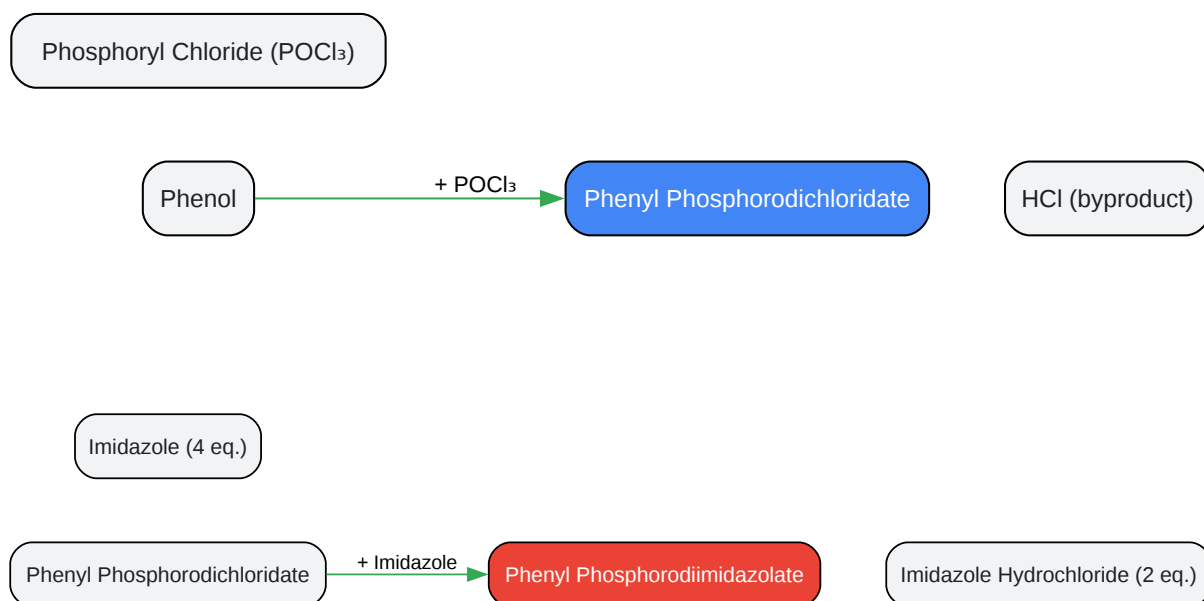 Phosphoryl Chloride (POCl₃)
Phenol
+ POCl₃
Phenyl Phosphorodichloridate
HCl (byproduct)
Imidazole (4 eq.)
Phenyl Phosphorodichloridate
+ Imidazole
Phenyl Phosphorodiimidazolate
Imidazole Hydrochloride (2 eq.)